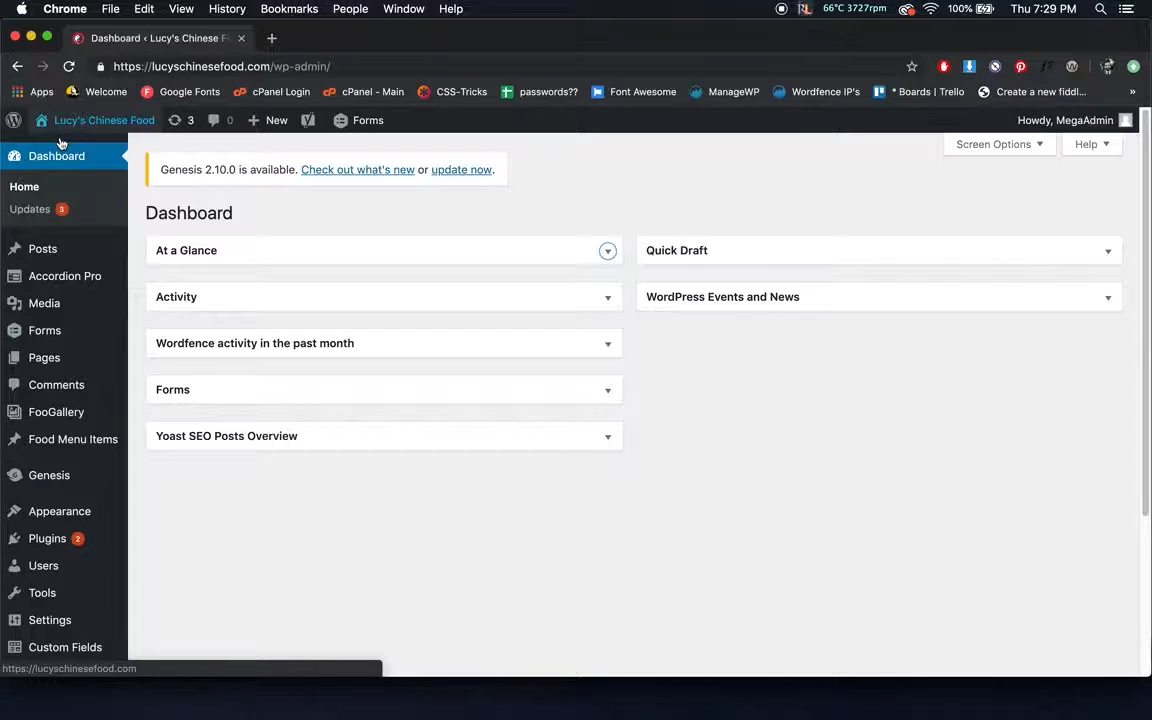 Chrome File Edit View History Bookmarks People Window Help 66°C 3727rpm 100% Thu 7:29 PM
Dashboard ‹ Lucy's Chinese F
https://lucyschinesefood.com/wp-admin/
Apps Welcome Google Fonts cPanel Login cPanel - Main CSS-Tricks passwords?? Font Awesome ManageWP Wordfence IP's * Boards | Trello Create a new fiddl... »
Lucy's Chinese Food 3 0 New Forms Howdy, MegaAdmin
Screen Options Help
Dashboard
Home
Updates 3
Posts
Accordion Pro
Media
Forms
Pages
Comments
FooGallery
Food Menu Items
Genesis
Appearance
Plugins 2
Users
Tools
Settings
Custom Fields
Genesis 2.10.0 is available. Check out what's new or update now.
Dashboard
At a Glance
Activity
Wordfence activity in the past month
Forms
Yoast SEO Posts Overview
Quick Draft
WordPress Events and News
https://lucyschinesefood.com